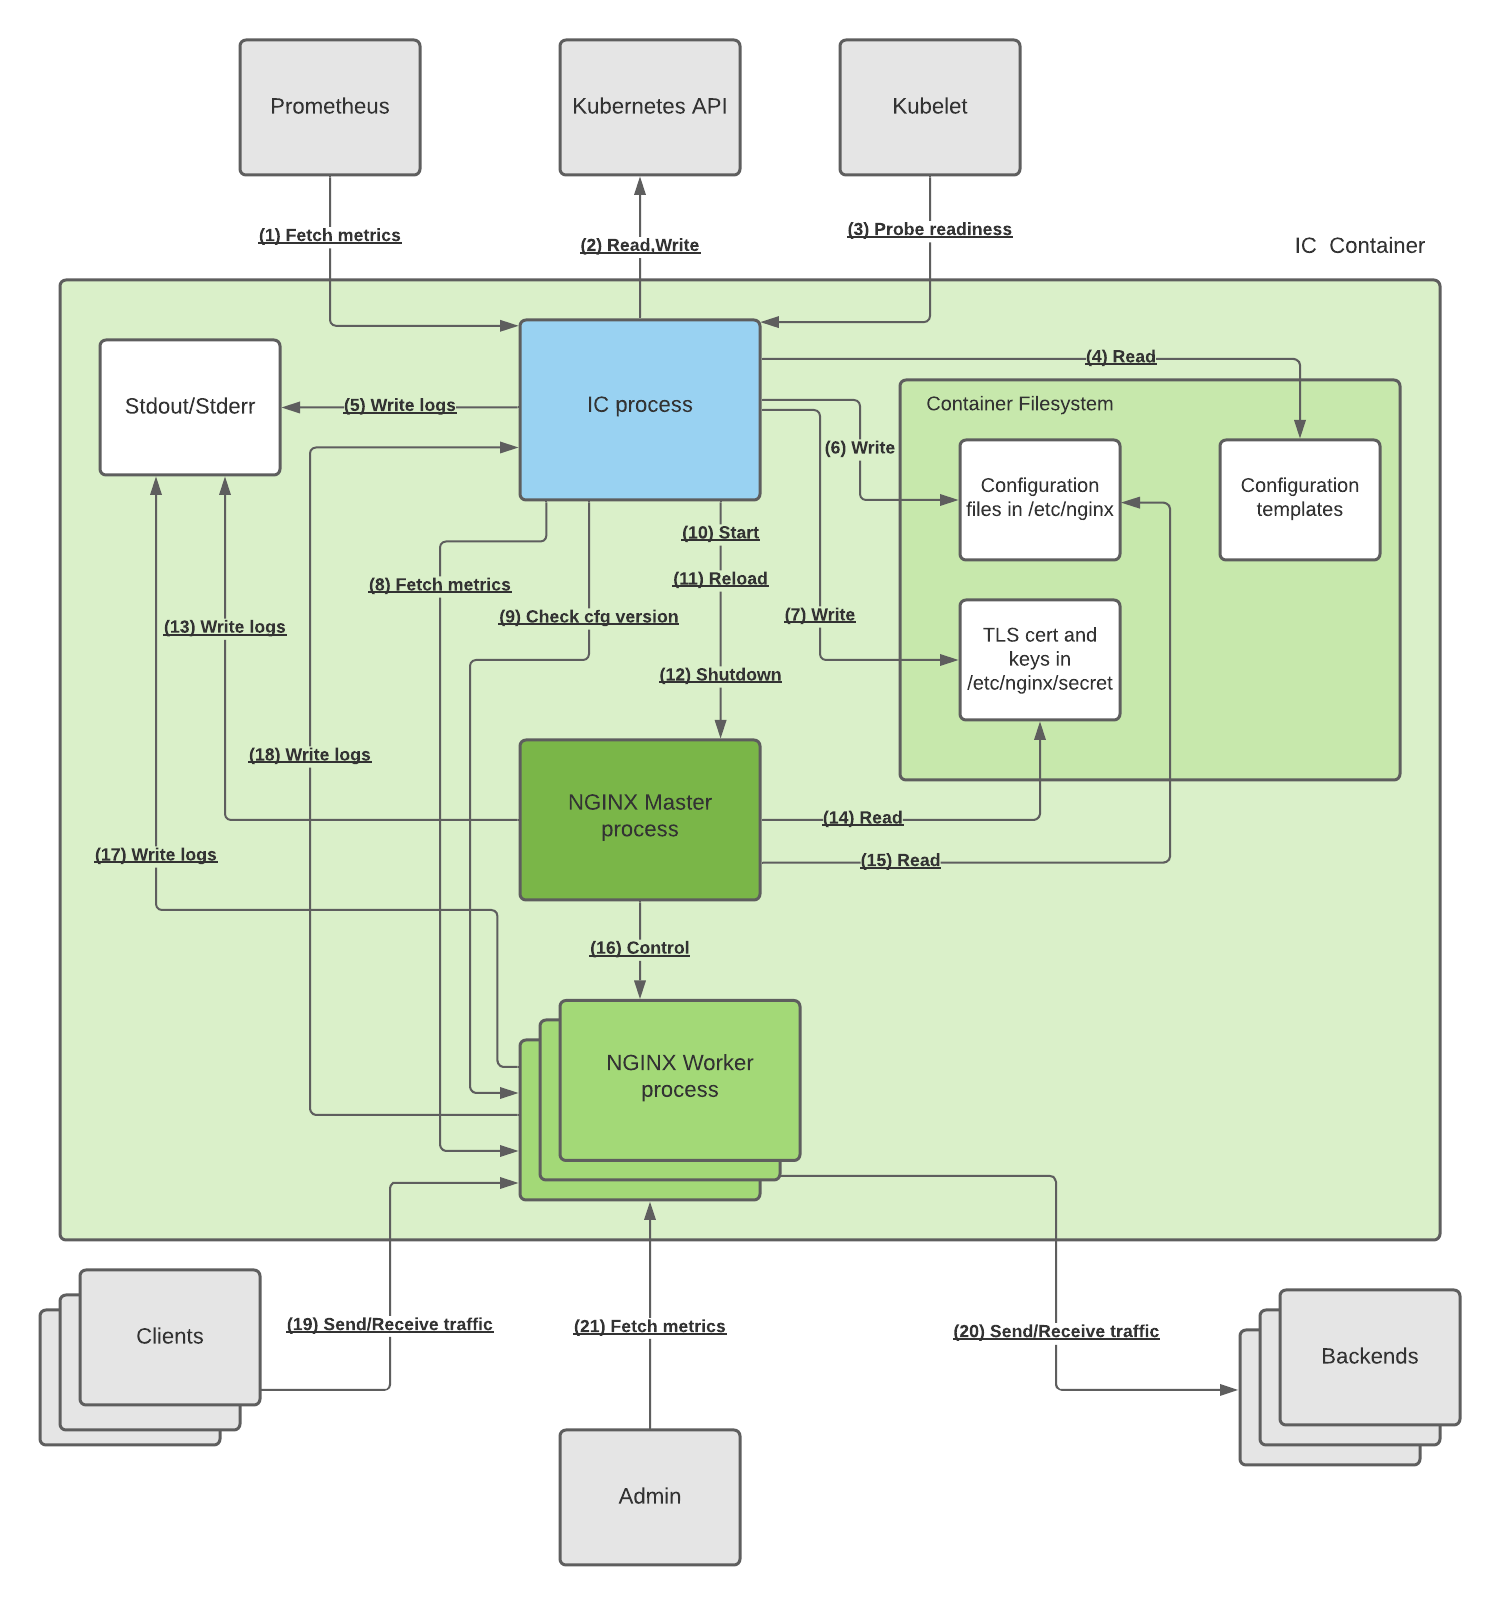 Prometheus
Kubernetes API
Kubelet
(1) Fetch metrics
(2) Read,Write
(3) Probe readiness
IC  Container
Stdout/Stderr
(5) Write logs
IC process
(4) Read
Container Filesystem
(6) Write
Configuration
files in /etc/nginx
Configuration
templates
(10) Start
(11) Reload
(8) Fetch metrics
(9) Check cfg version
(7) Write
(13) Write logs
TLS cert and
keys in
/etc/nginx/secret
(12) Shutdown
(18) Write logs
NGINX Master
process
(14) Read
(17) Write logs
(15) Read
(16) Control
NGINX Worker
process
Clients
(19) Send/Receive traffic
(21) Fetch metrics
(20) Send/Receive traffic
Backends
Admin